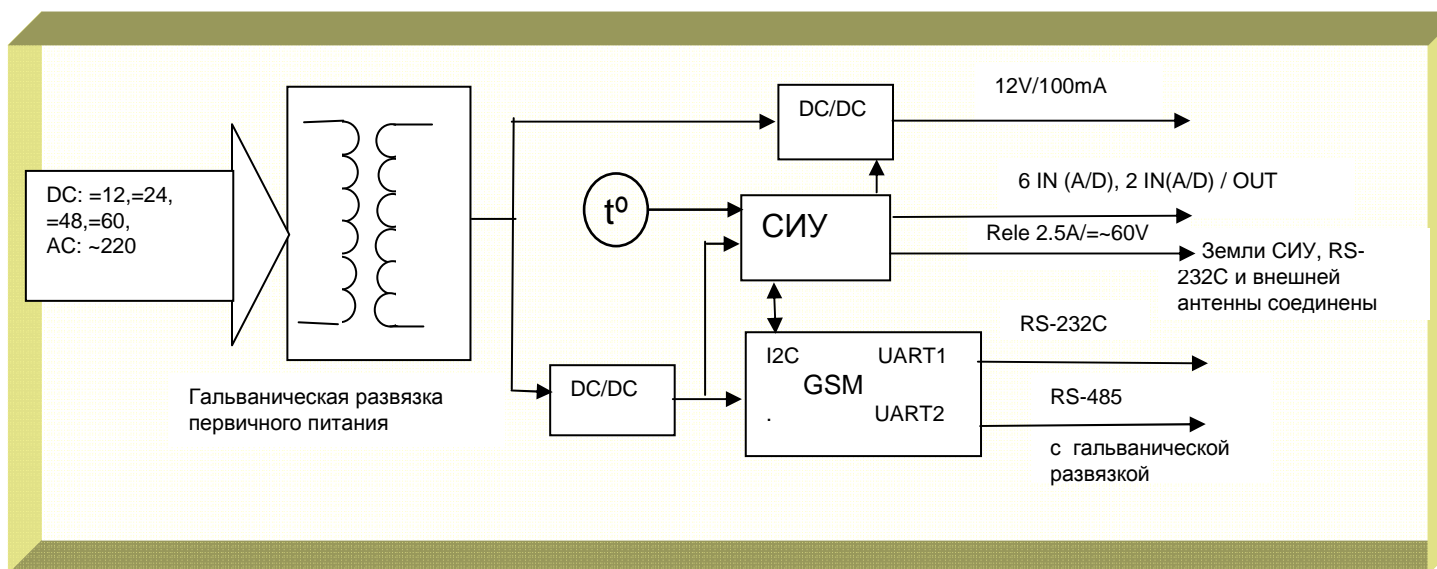 12V/100mA
DC/DC
DC: =12,=24,
=48,=60,
AC: ~220
6 IN (A/D), 2 IN(A/D) / OUT
t⁰
СИУ
Rele 2.5A/=~60V
Земли СИУ, RS-
232С и внешней
антенны соединены
RS-232C
I2C UART1
GSM
. UART2
DC/DC
RS-485
Гальваническая развязка
первичного питания
с гальванической
развязкой